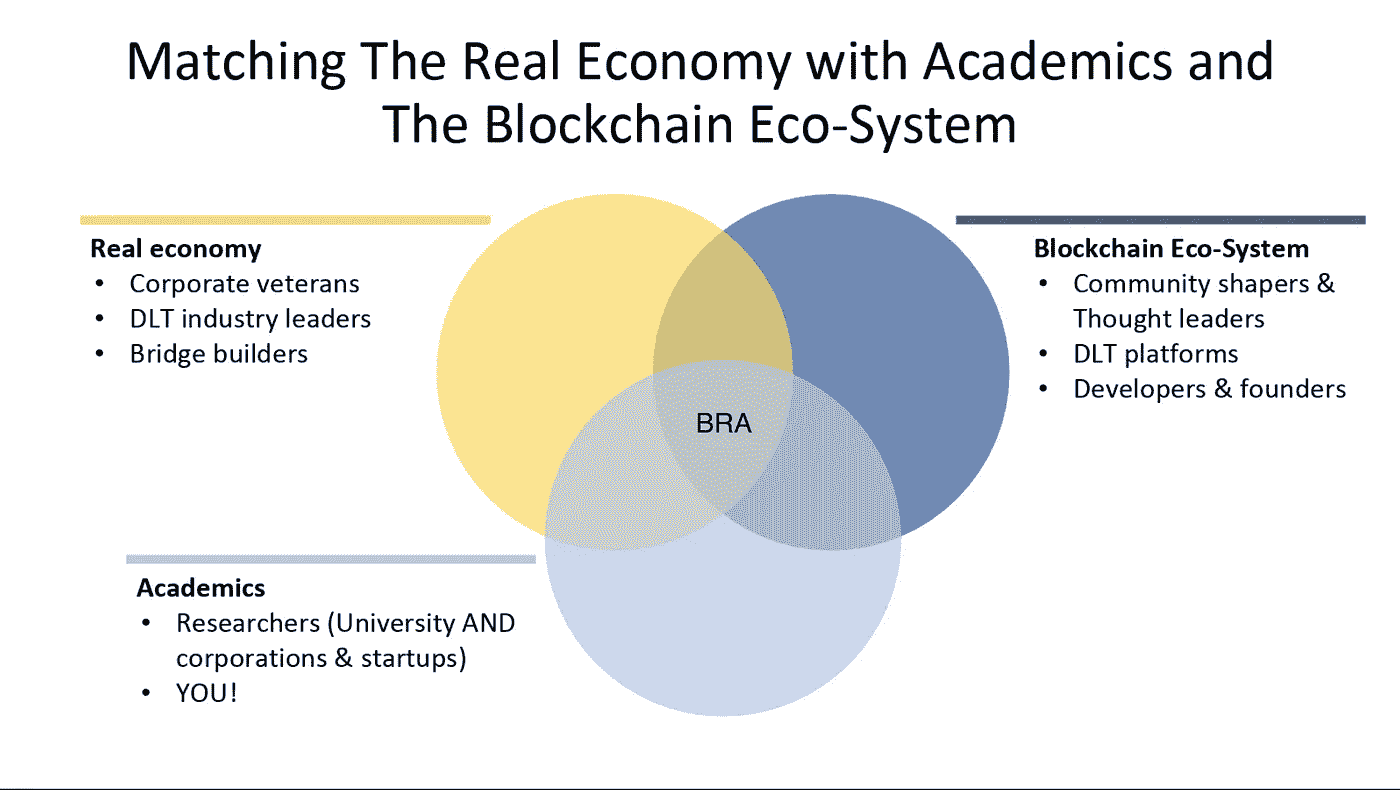 Matching The Real Economy with Academics and
The Blockchain Eco-System
Real economy
• Corporate veterans
• DLT industry leaders
• Bridge builders
Blockchain Eco-System
• Community shapers &
Thought leaders
• DLT platforms
• Developers & founders
BRA
Academics
• Researchers (University AND
corporations & startups)
• YOU!